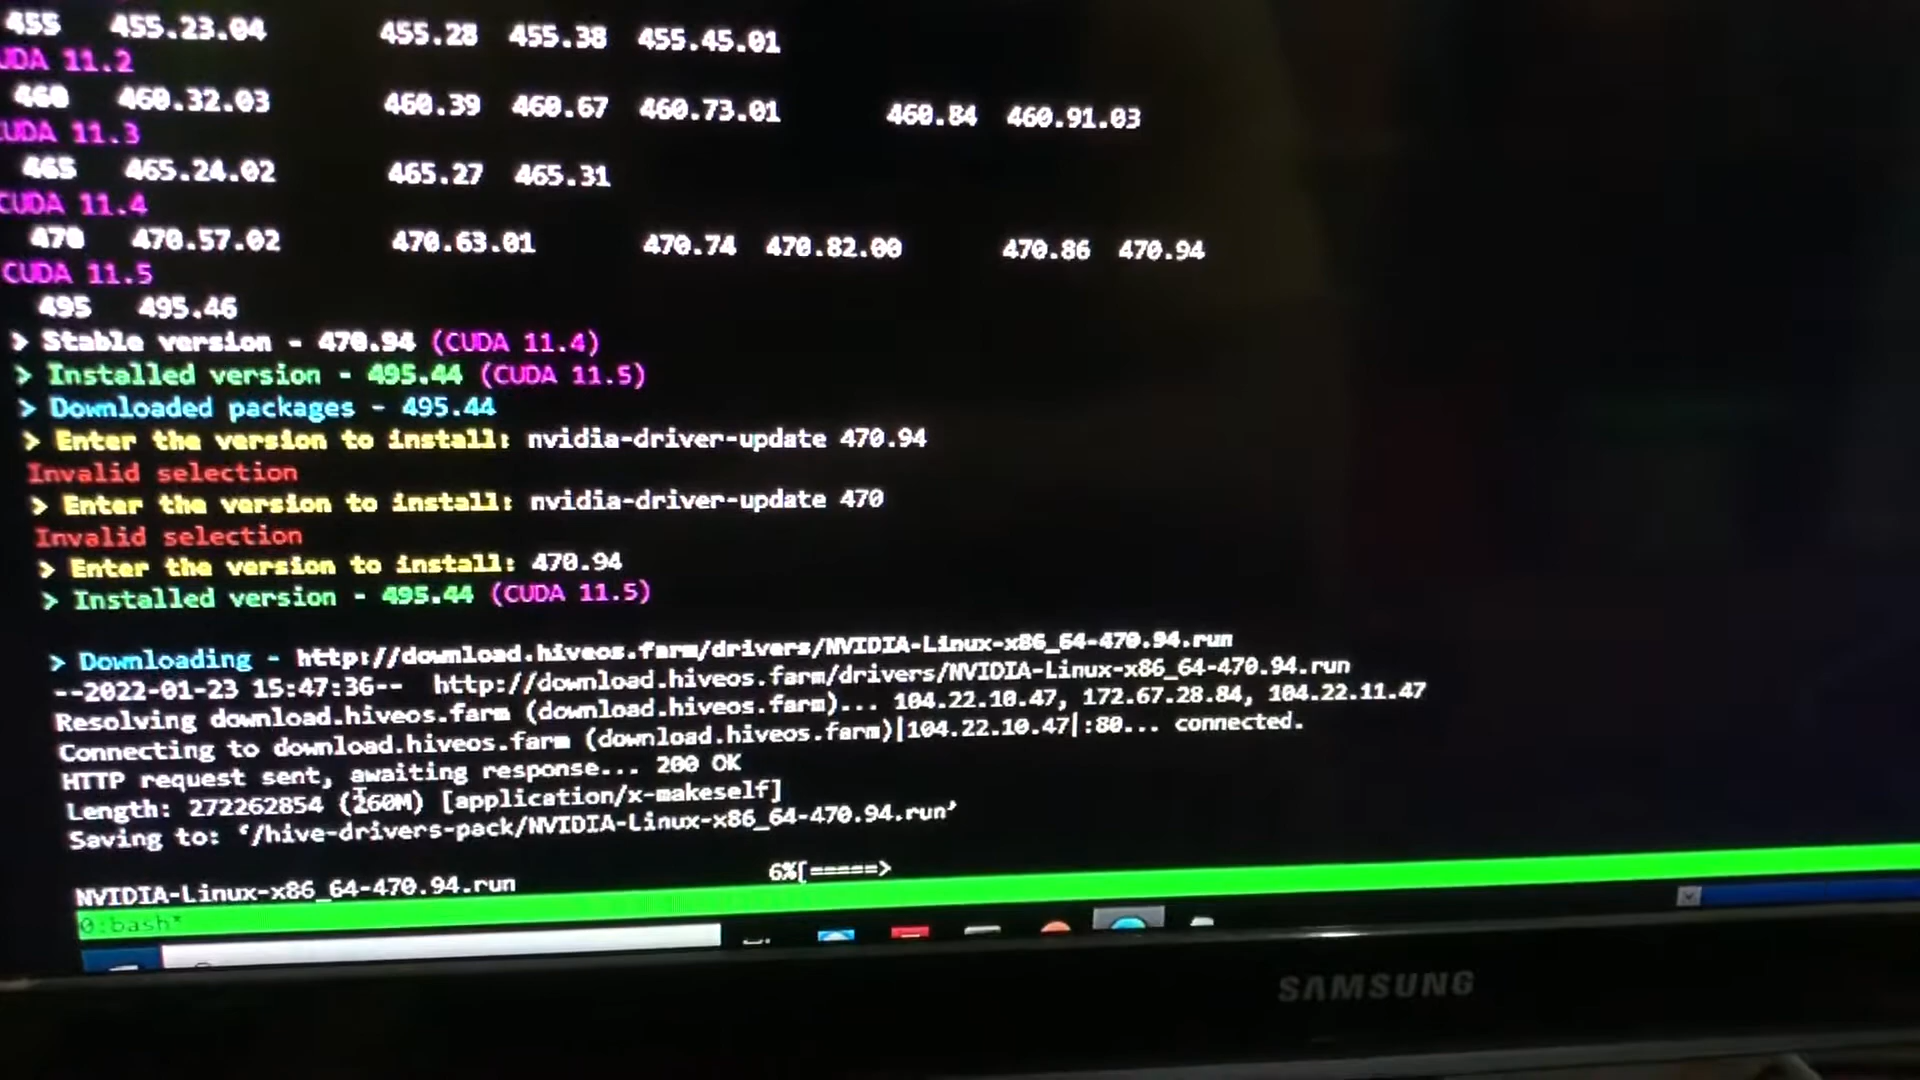 455 455.23.04 455.28 455.38 455.45.01
UDA 11.2
460 460.32.03 460.39 460.67 460.73.01 460.84 460.91.03
CUDA 11.3
465 465.24.02 465.27 465.31
CUDA 11.4
470 470.57.02 470.63.01 470.74 470.82.00 470.86 470.94
CUDA 11.5
495 495.46
> Stable version - 470.94 (CUDA 11.4)
> Installed version - 495.44 (CUDA 11.5)
> Downloaded packages - 495.44
> Enter the version to install: nvidia-driver-update 470.94
Invalid selection
> Enter the version to install: nvidia-driver-update 470
Invalid selection
> Enter the version to install: 470.94
> Installed version - 495.44 (CUDA 11.5)
> Downloading - http://download.hiveos.farm/drivers/NVIDIA-Linux-x86_64-470.94.run
--2022-01-23 15:47:36-- http://download.hiveos.farm/drivers/NVIDIA-Linux-x86_64-470.94.run
Resolving download.hiveos.farm (download.hiveos.farm)... 104.22.10.47, 172.67.28.84, 104.22.11.47
Connecting to download.hiveos.farm (download.hiveos.farm)|104.22.10.47|:80... connected.
HTTP request sent, awaiting response... 200 OK
Length: 272262854 (260M) [application/x-makeself]
Saving to: ‘/hive-drivers-pack/NVIDIA-Linux-x86_64-470.94.run’
NVIDIA-Linux-x86_64-470.94.run 6%[=====>
0:bash*
SAMSUNG